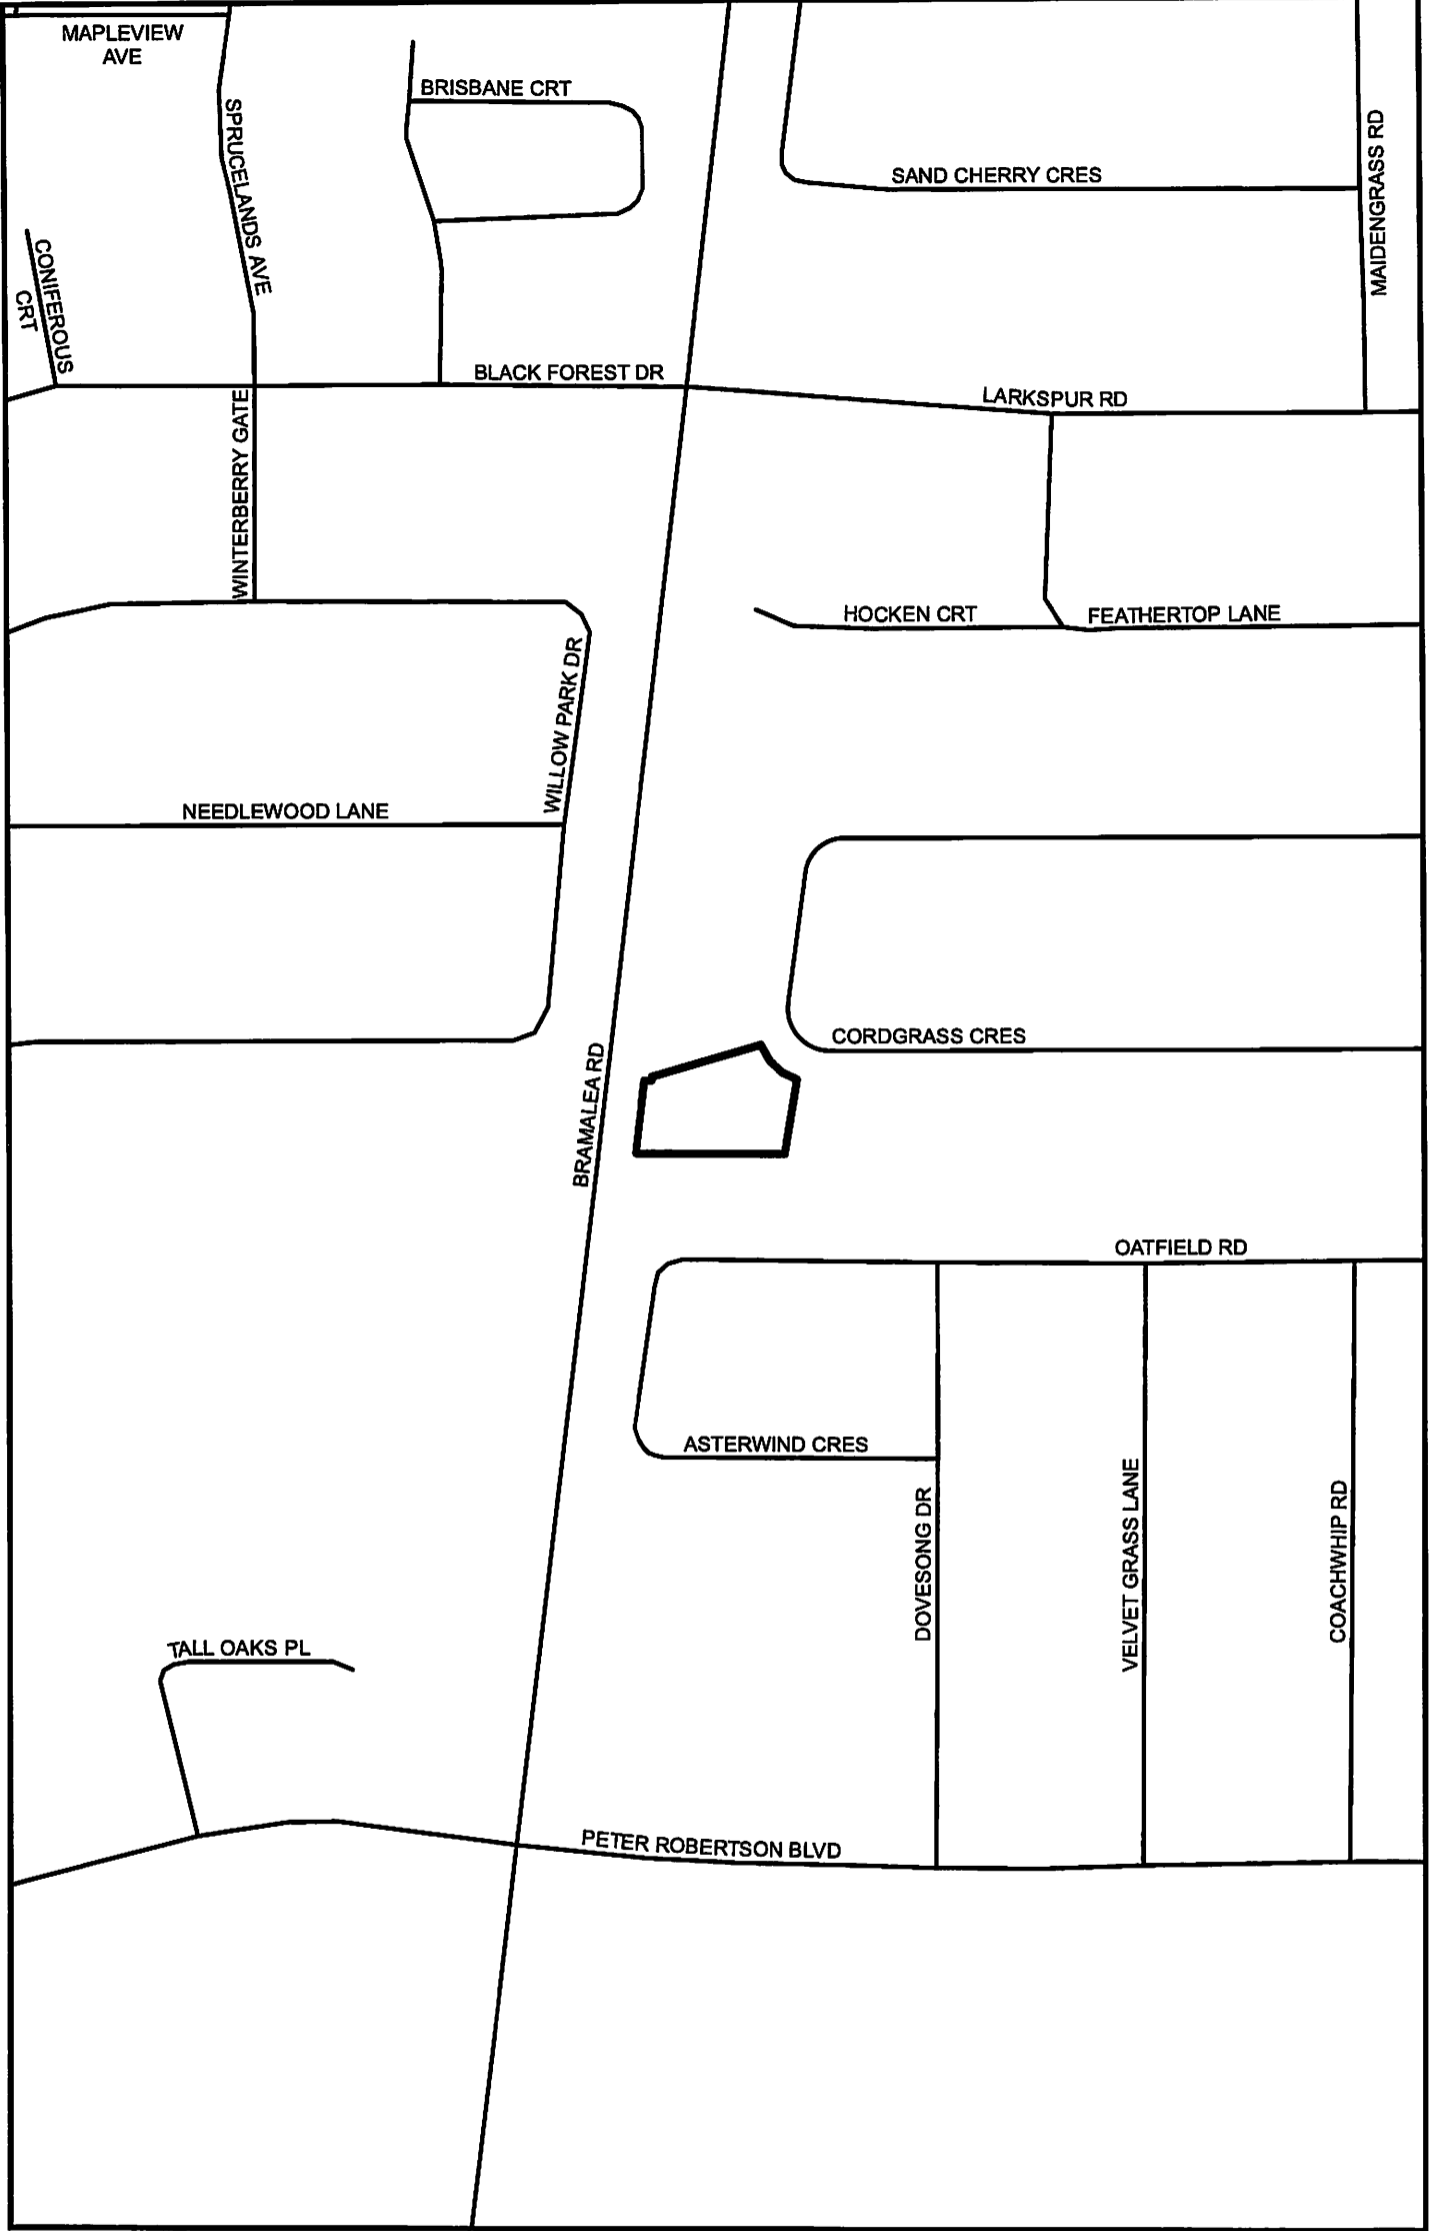 MAPLEVIEW
AVE
BRISBANE CRT
SPRUCELANDS AVE
SAND CHERRY CRES
MAIDENGRASS RD
CONIFEROUS
CRT
BLACK FOREST DR
LARKSPUR RD
WINTERBERRY GATE
HOCKEN CRT
FEATHERTOP LANE
WILLOW PARK DR
NEEDLEWOOD LANE
CORDGRASS CRES
BRAMALEA RD
OATFIELD RD
ASTERWIND CRES
DOVESONG DR
VELVET GRASS LANE
COACHWHIP RD
TALL OAKS PL
PETER ROBERTSON BLVD